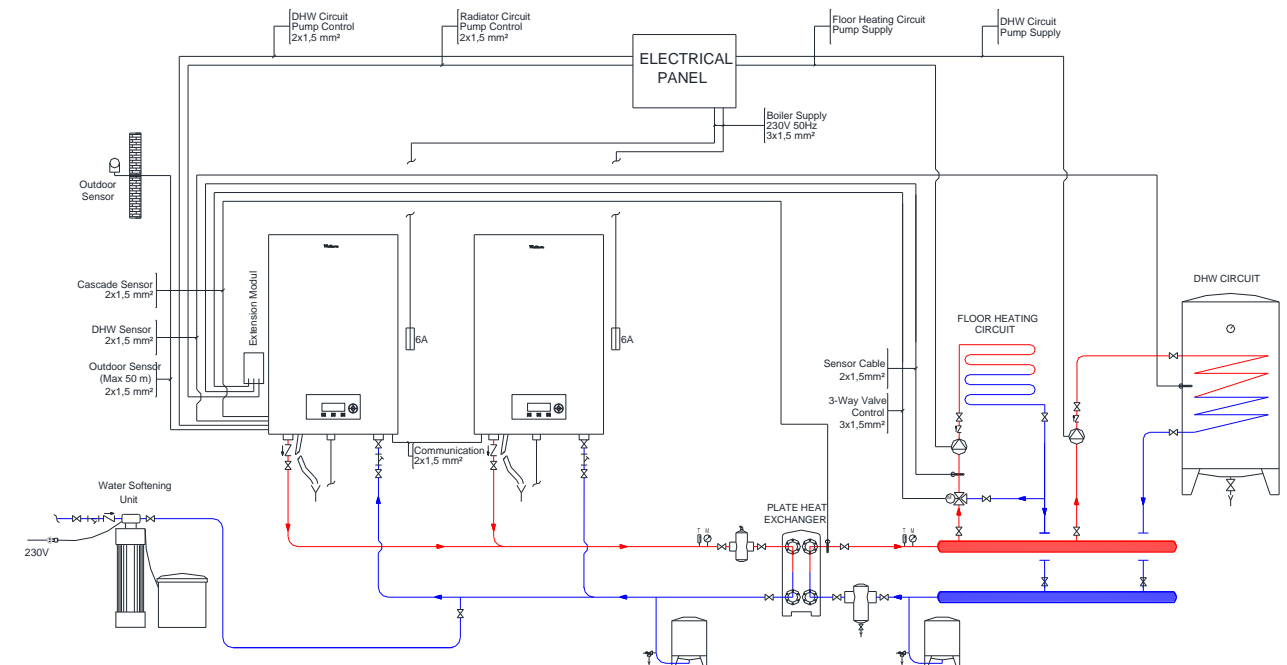 DHW Circuit
Pump Control
2x1,5 mm²
Radiator Circuit
Pump Control
2x1,5 mm²
ELECTRICAL
PANEL
Floor Heating Circuit
Pump Supply
DHW Circuit
Pump Supply
Boiler Supply
230V 50Hz
3x1,5 mm²
Outdoor
Sensor
Cascade Sensor
2x1,5 mm²
DHW Sensor
2x1,5 mm²
Outdoor Sensor
(Max 50 m)
2x1,5 mm²
Extension Modul
6A
6A
Communication
2x1,5 mm²
Sensor Cable
2x1,5mm²
3-Way Valve
Control
3x1,5mm²
FLOOR HEATING
CIRCUIT
DHW CIRCUIT
Water Softening
Unit
230V
PLATE HEAT
EXCHANGER
T M
T M